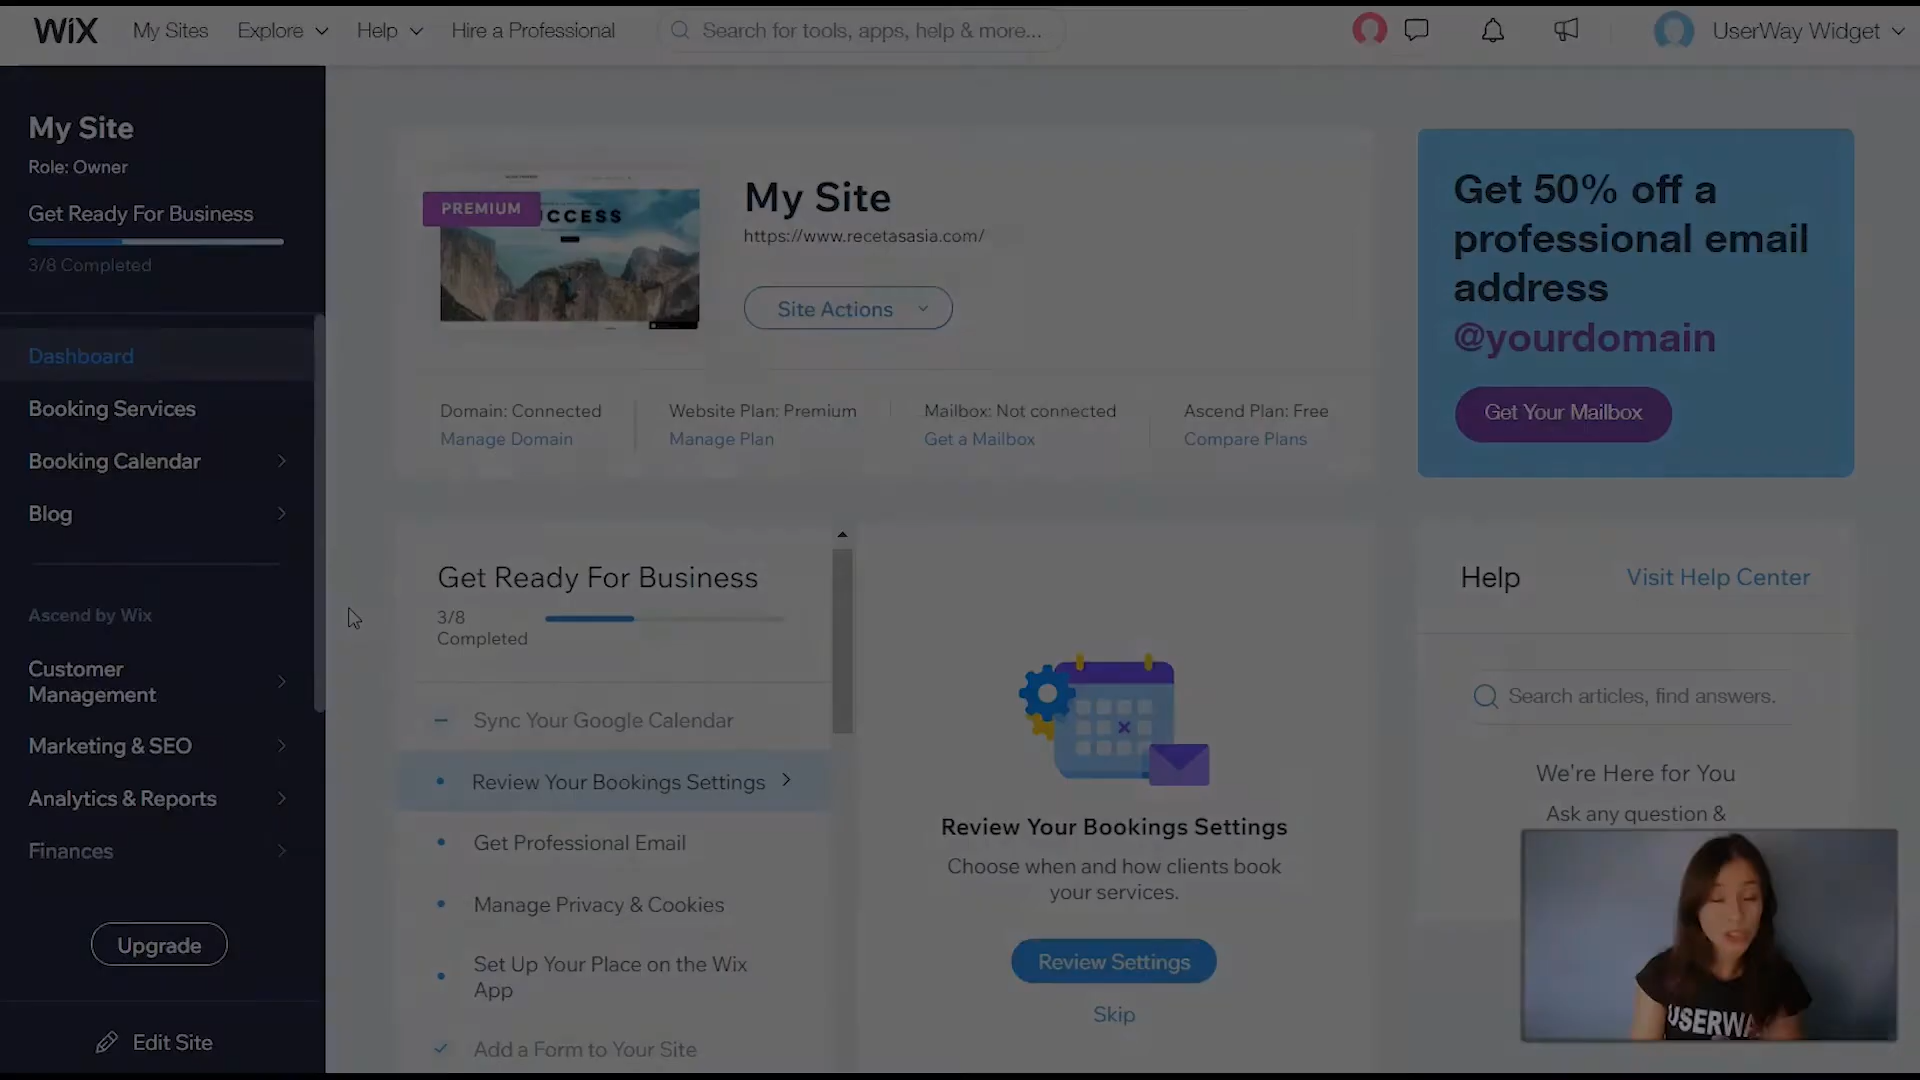 WiX
My Sites
Explore
Help
Hire a Professional
Search for tools, apps, help & more...
UserWay Widget
My Site
Role: Owner
Get Ready For Business
3/8 Completed
Dashboard
Booking Services
Booking Calendar
Blog
Ascend by Wix
Customer
Management
Marketing & SEO
Analytics & Reports
Finances
Upgrade
Edit Site
PREMIUM
CCESS
My Site
https://www.recetasasia.com/
Site Actions
Domain: Connected
Manage Domain
Website Plan: Premium
Manage Plan
Mailbox: Not connected
Get a Mailbox
Ascend Plan: Free
Compare Plans
Get 50% off a
professional email
address
@yourdomain
Get Your Mailbox
Get Ready For Business
3/8
Completed
Sync Your Google Calendar
Review Your Bookings Settings
Get Professional Email
Manage Privacy & Cookies
Set Up Your Place on the Wix
App
Add a Form to Your Site
Review Your Bookings Settings
Choose when and how clients book
your services.
Review Settings
Skip
Help
Visit Help Center
Search articles, find answers.
We're Here for You
Ask any question &
USERWA